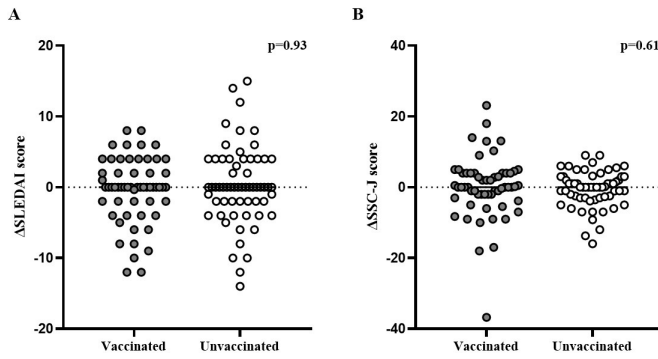 A
B
p=0.93
p=0.61
ΔSLEDAI score
20
10
0
-10
-20
Vaccinated
Unvaccinated
ΔSSC-J score
40
20
0
-20
-40
Vaccinated
Unvaccinated